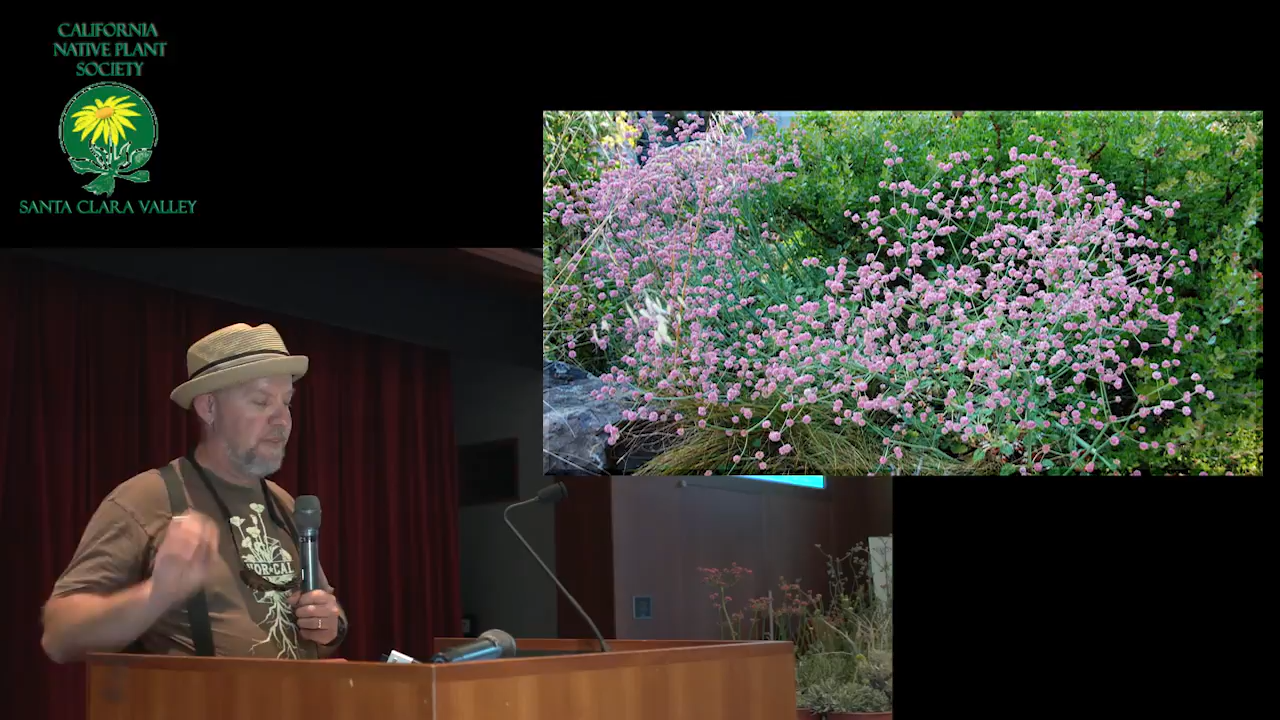 CALIFORNIA
NATIVE PLANT
SOCIETY
SANTA CLARA VALLEY
NOR CAL